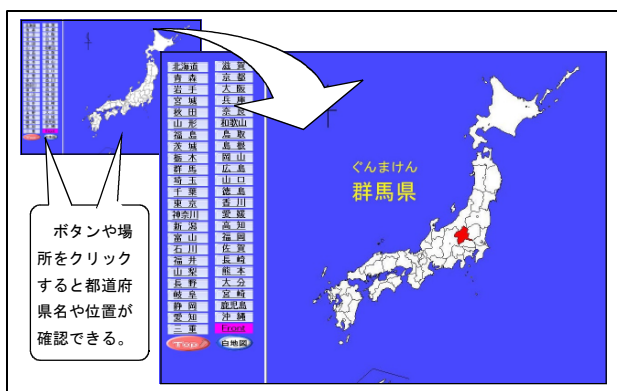 北海道 滋賀
青森 京都
岩手 大阪
宮城 兵庫
秋田 奈良
山形 和歌山
福島 鳥取
茨城 島根
栃木 岡山
群馬 広島
埼玉 山口
千葉 徳島
東京 香川
神奈川 愛媛
新潟 高知
富山 福岡
石川 佐賀
福井 長崎
山梨 熊本
長野 大分
岐阜 宮崎
静岡 鹿児島
愛知 沖縄
三重 Front
Top 白地図
ぐんまけん
群馬県
ボタンや場
所をクリック
すると都道府
県名や位置が
確認できる。